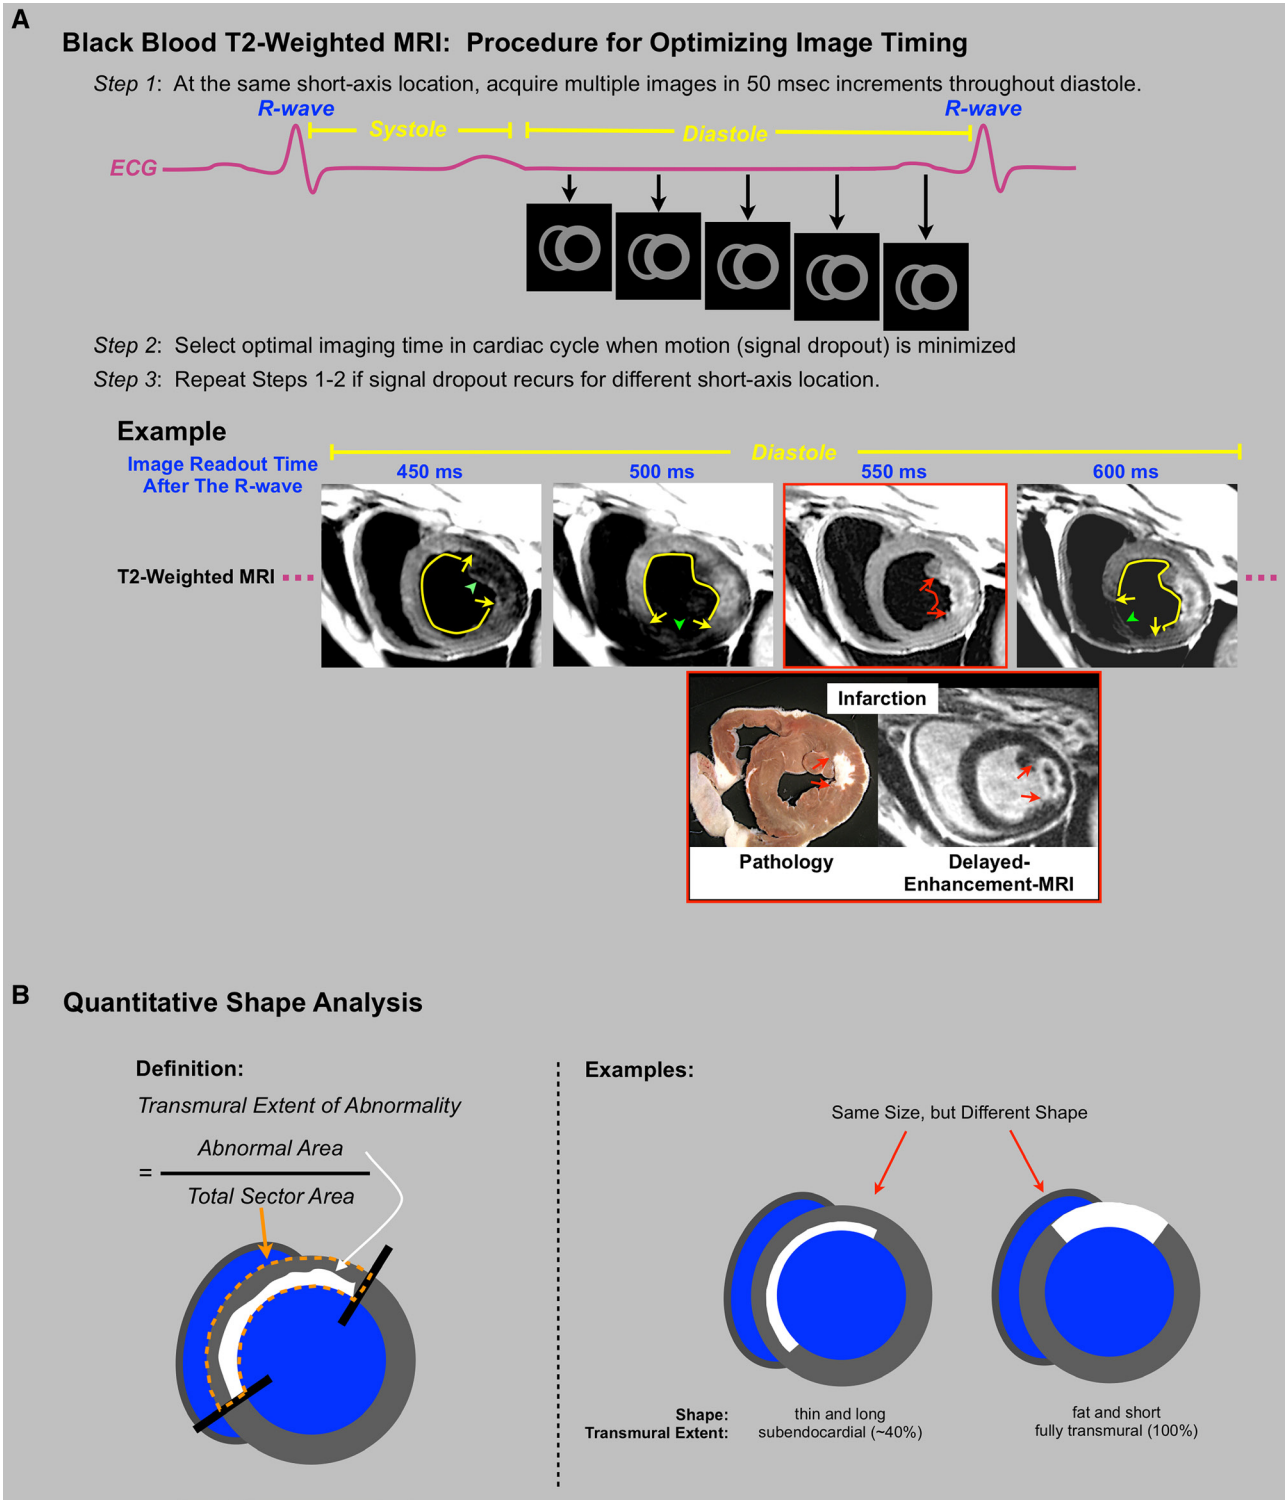 A
Black Blood T2-Weighted MRI: Procedure for Optimizing Image Timing
Step 1: At the same short-axis location, acquire multiple images in 50 msec increments throughout diastole.
R-wave
R-wave
Systole
Diastole
ECG
Step 2: Select optimal imaging time in cardiac cycle when motion (signal dropout) is minimized
Step 3: Repeat Steps 1-2 if signal dropout recurs for different short-axis location.
Example
Diastole
Image Readout Time
After The R-wave
450 ms
500 ms
550 ms
600 ms
T2-Weighted MRI
Infarction
Pathology
Delayed-
Enhancement-MRI
B
Quantitative Shape Analysis
Definition:
Transmural Extent of Abnormality
= Abnormal Area
Total Sector Area
Examples:
Same Size, but Different Shape
Shape: thin and long fat and short
Transmural Extent: subendocardial (~40%) fully transmural (100%)